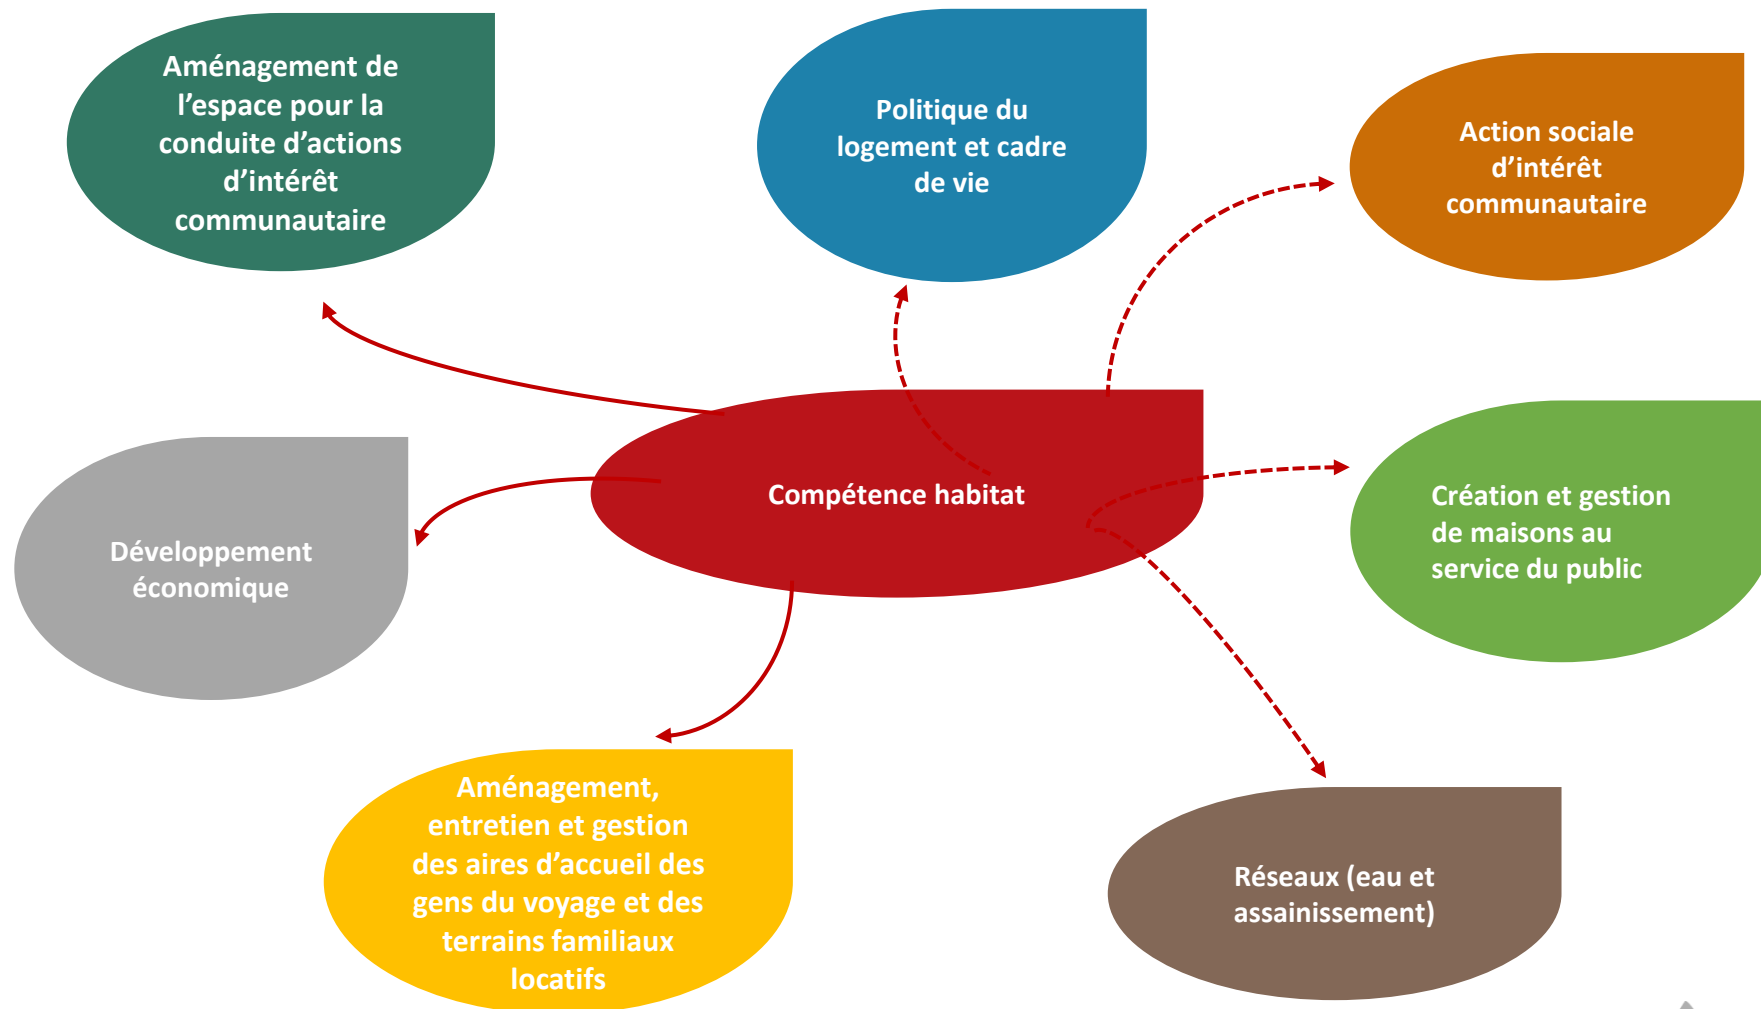 Aménagement de
l’espace pour la
conduite d’actions
d’intérêt
communautaire
Politique du
logement et cadre
de vie
Action sociale
d’intérêt
communautaire
Compétence habitat
Développement
économique
Création et gestion
de maisons au
service du public
Aménagement,
entretien et gestion
des aires d’accueil des
gens du voyage et des
terrains familiaux
locatifs
Réseaux (eau et
assainissement)